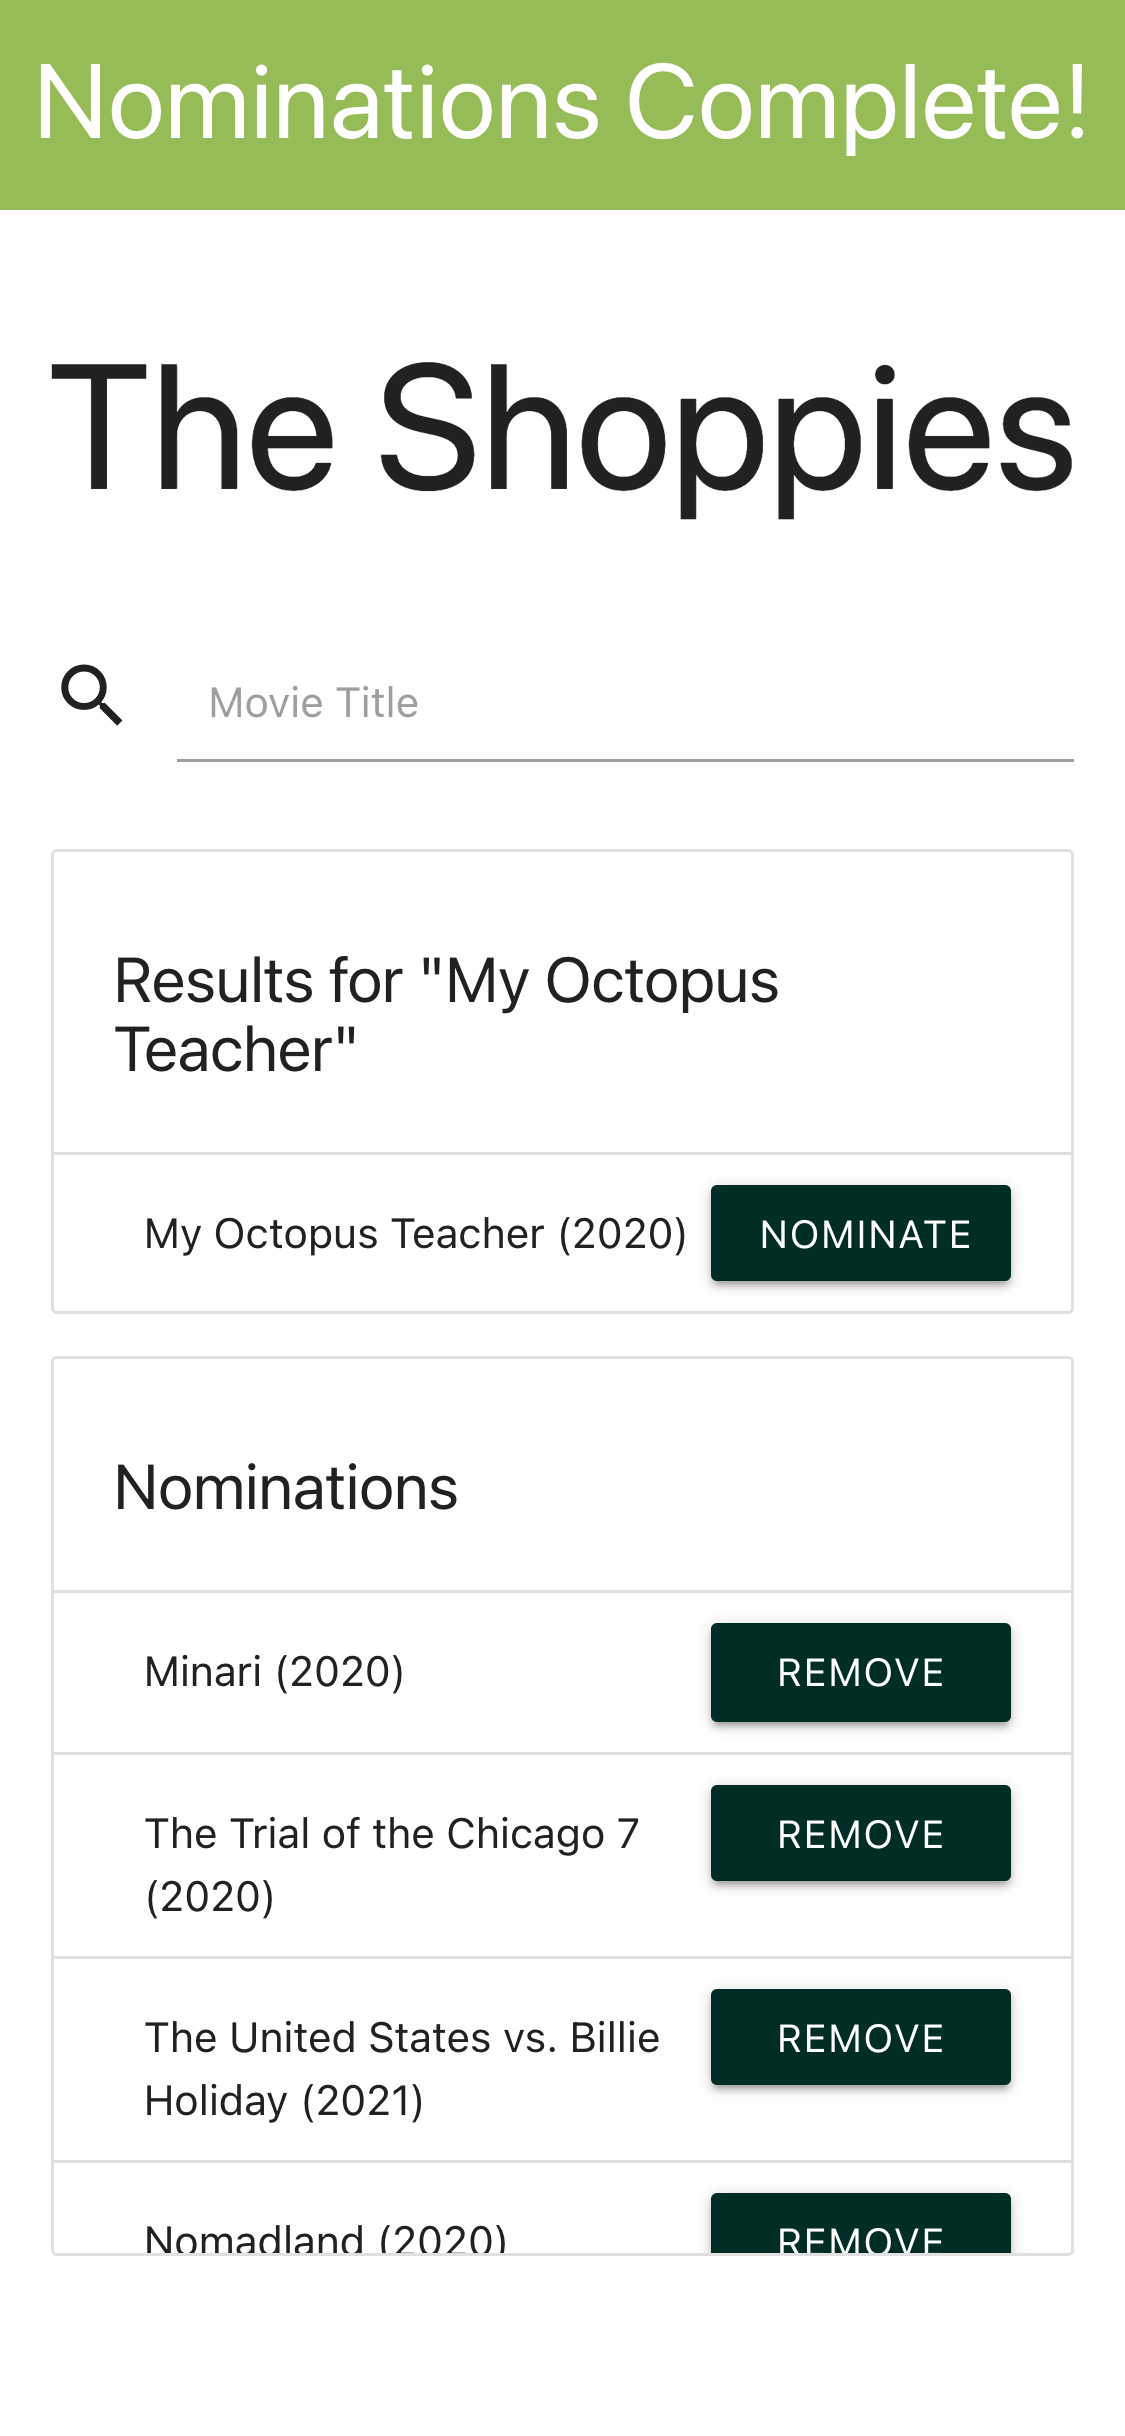 Nominations Complete!
The Shoppies
Movie Title
Results for "My Octopus
Teacher"
My Octopus Teacher (2020) NOMINATE
Nominations
Minari (2020) REMOVE
The Trial of the Chicago 7 REMOVE
(2020)
The United States vs. Billie REMOVE
Holiday (2021)
Nomadland (2020) REMOVE